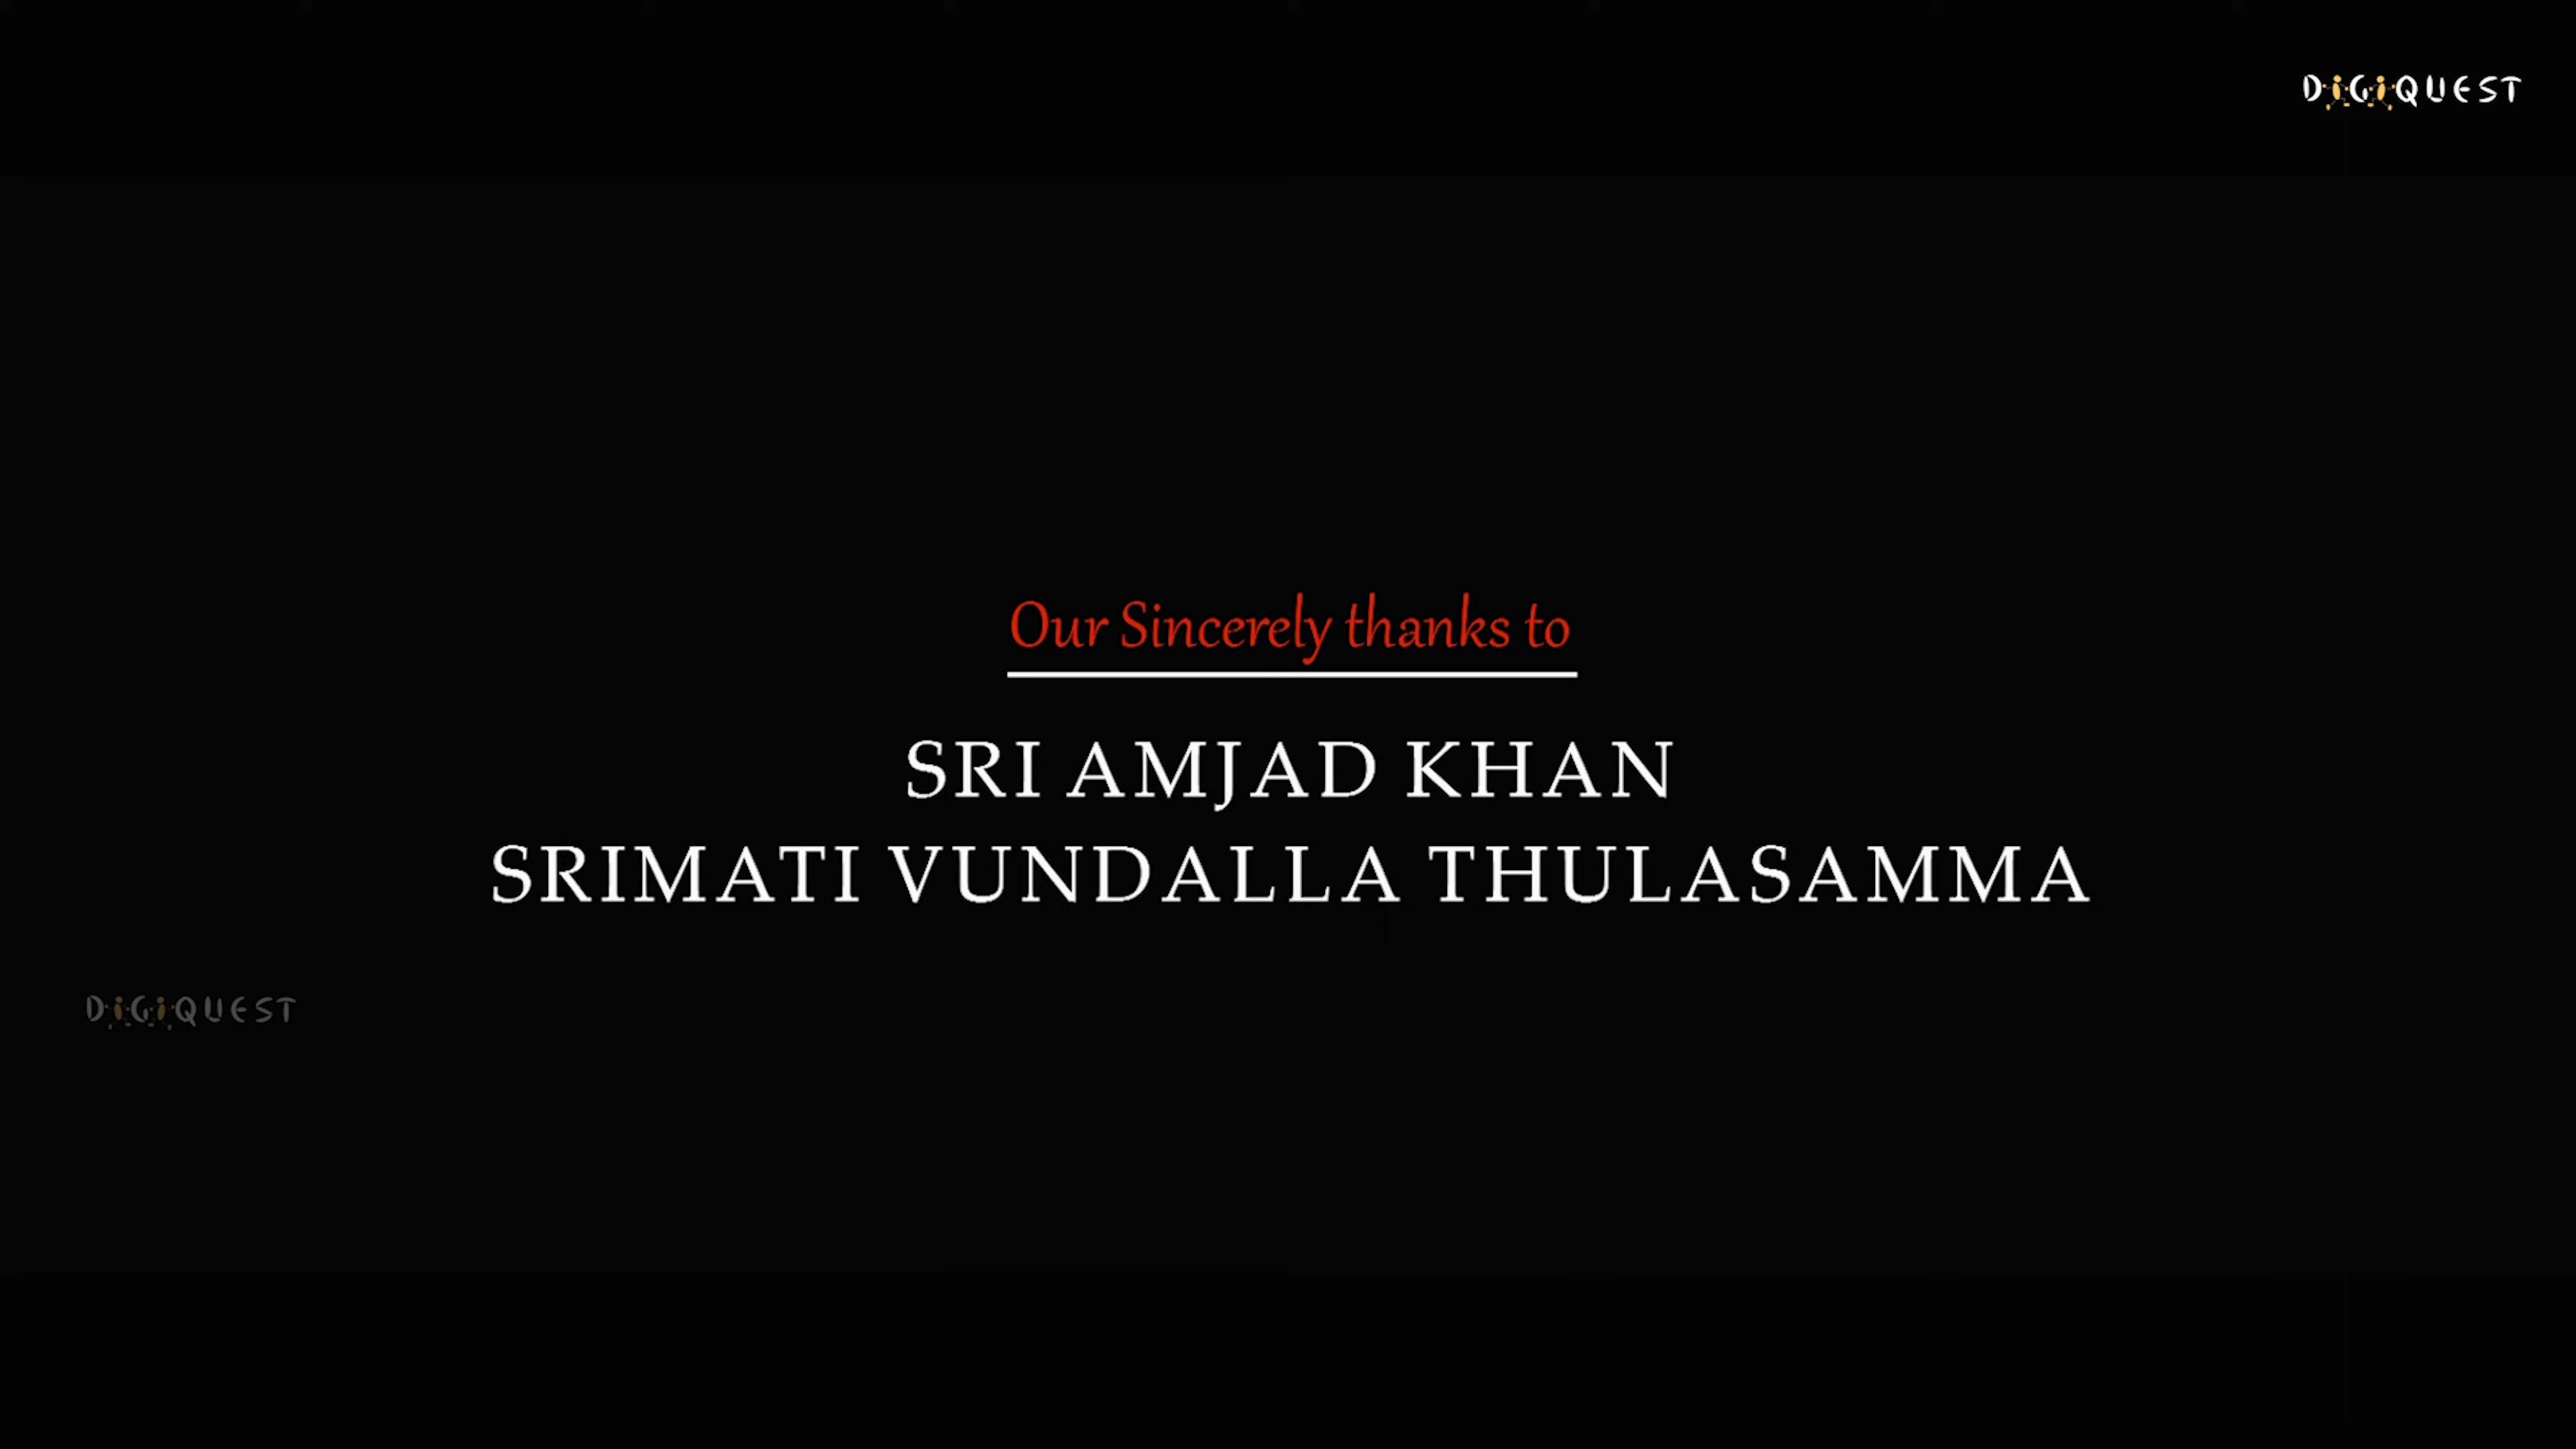 DiGiQUEST
Our Sincerely thanks to
SRI AMJAD KHAN
SRIMATI VUNDALLA THULASAMMA
DiGiQUEST